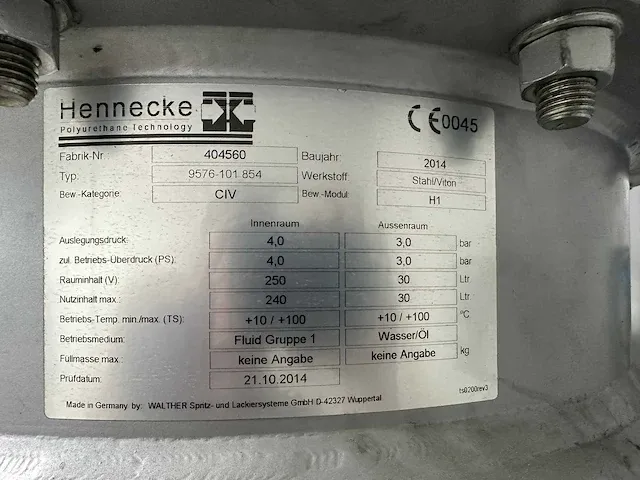 Hennecke
Polyurethane Technology
CE0045
Fabrik-Nr. 404560 Baujahr: 2014
Typ: 9576-101.854 Werkstoff Stahl/Viton
Bew.-Kategorie: CIV Bew.-Modul: H1
Innenraum Aussenraum
Auslegungsdruck: 4,0 3,0 bar
zul. Betriebs-Überdruck (PS): 4,0 3,0 bar
Rauminhalt (V): 250 30 Ltr.
Nutzinhalt max.: 240 30 Ltr.
Betriebs-Temp. min./max. (TS): +10 / +100 +10 / +100 °C
Betriebsmedium: Fluid Gruppe 1 Wasser/Öl
Füllmasse max.: keine Angabe keine Angabe kg
Prüfdatum: 21.10.2014
ts0200rev3
Made in Germany by: WALTHER Spritz- und Lackiersysteme GmbH D-42327 Wuppertal